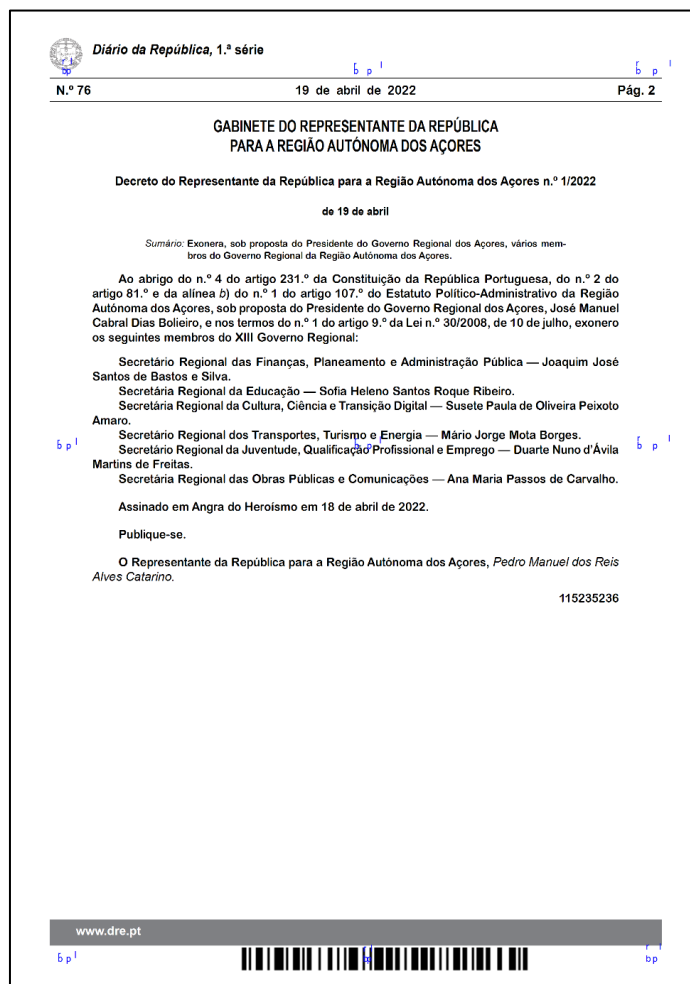 Diário da República, 1.ª série
N.º 76 19 de abril de 2022 Pág. 2
GABINETE DO REPRESENTANTE DA REPÚBLICA
PARA A REGIÃO AUTÓNOMA DOS AÇORES
Decreto do Representante da República para a Região Autónoma dos Açores n.º 1/2022
de 19 de abril
Sumário: Exonera, sob proposta do Presidente do Governo Regional dos Açores, vários mem-
bros do Governo Regional da Região Autónoma dos Açores.
Ao abrigo do n.º 4 do artigo 231.º da Constituição da República Portuguesa, do n.º 2 do
artigo 81.º e da alínea b) do n.º 1 do artigo 107.º do Estatuto Político-Administrativo da Região
Autónoma dos Açores, sob proposta do Presidente do Governo Regional dos Açores, José Manuel
Cabral Dias Bolieiro, e nos termos do n.º 1 do artigo 9.º da Lei n.º 30/2008, de 10 de julho, exonero
os seguintes membros do XIII Governo Regional:
Secretário Regional das Finanças, Planeamento e Administração Pública — Joaquim José
Santos de Bastos e Silva.
Secretária Regional da Educação — Sofia Heleno Santos Roque Ribeiro.
Secretária Regional da Cultura, Ciência e Transição Digital — Susete Paula de Oliveira Peixoto
Amaro.
Secretário Regional dos Transportes, Turismo e Energia — Mário Jorge Mota Borges.
Secretário Regional da Juventude, Qualificação Profissional e Emprego — Duarte Nuno d'Ávila
Martins de Freitas.
Secretária Regional das Obras Públicas e Comunicações — Ana Maria Passos de Carvalho.
Assinado em Angra do Heroísmo em 18 de abril de 2022.
Publique-se.
O Representante da República para a Região Autónoma dos Açores, Pedro Manuel dos Reis
Alves Catarino.
115235236
www.dre.pt